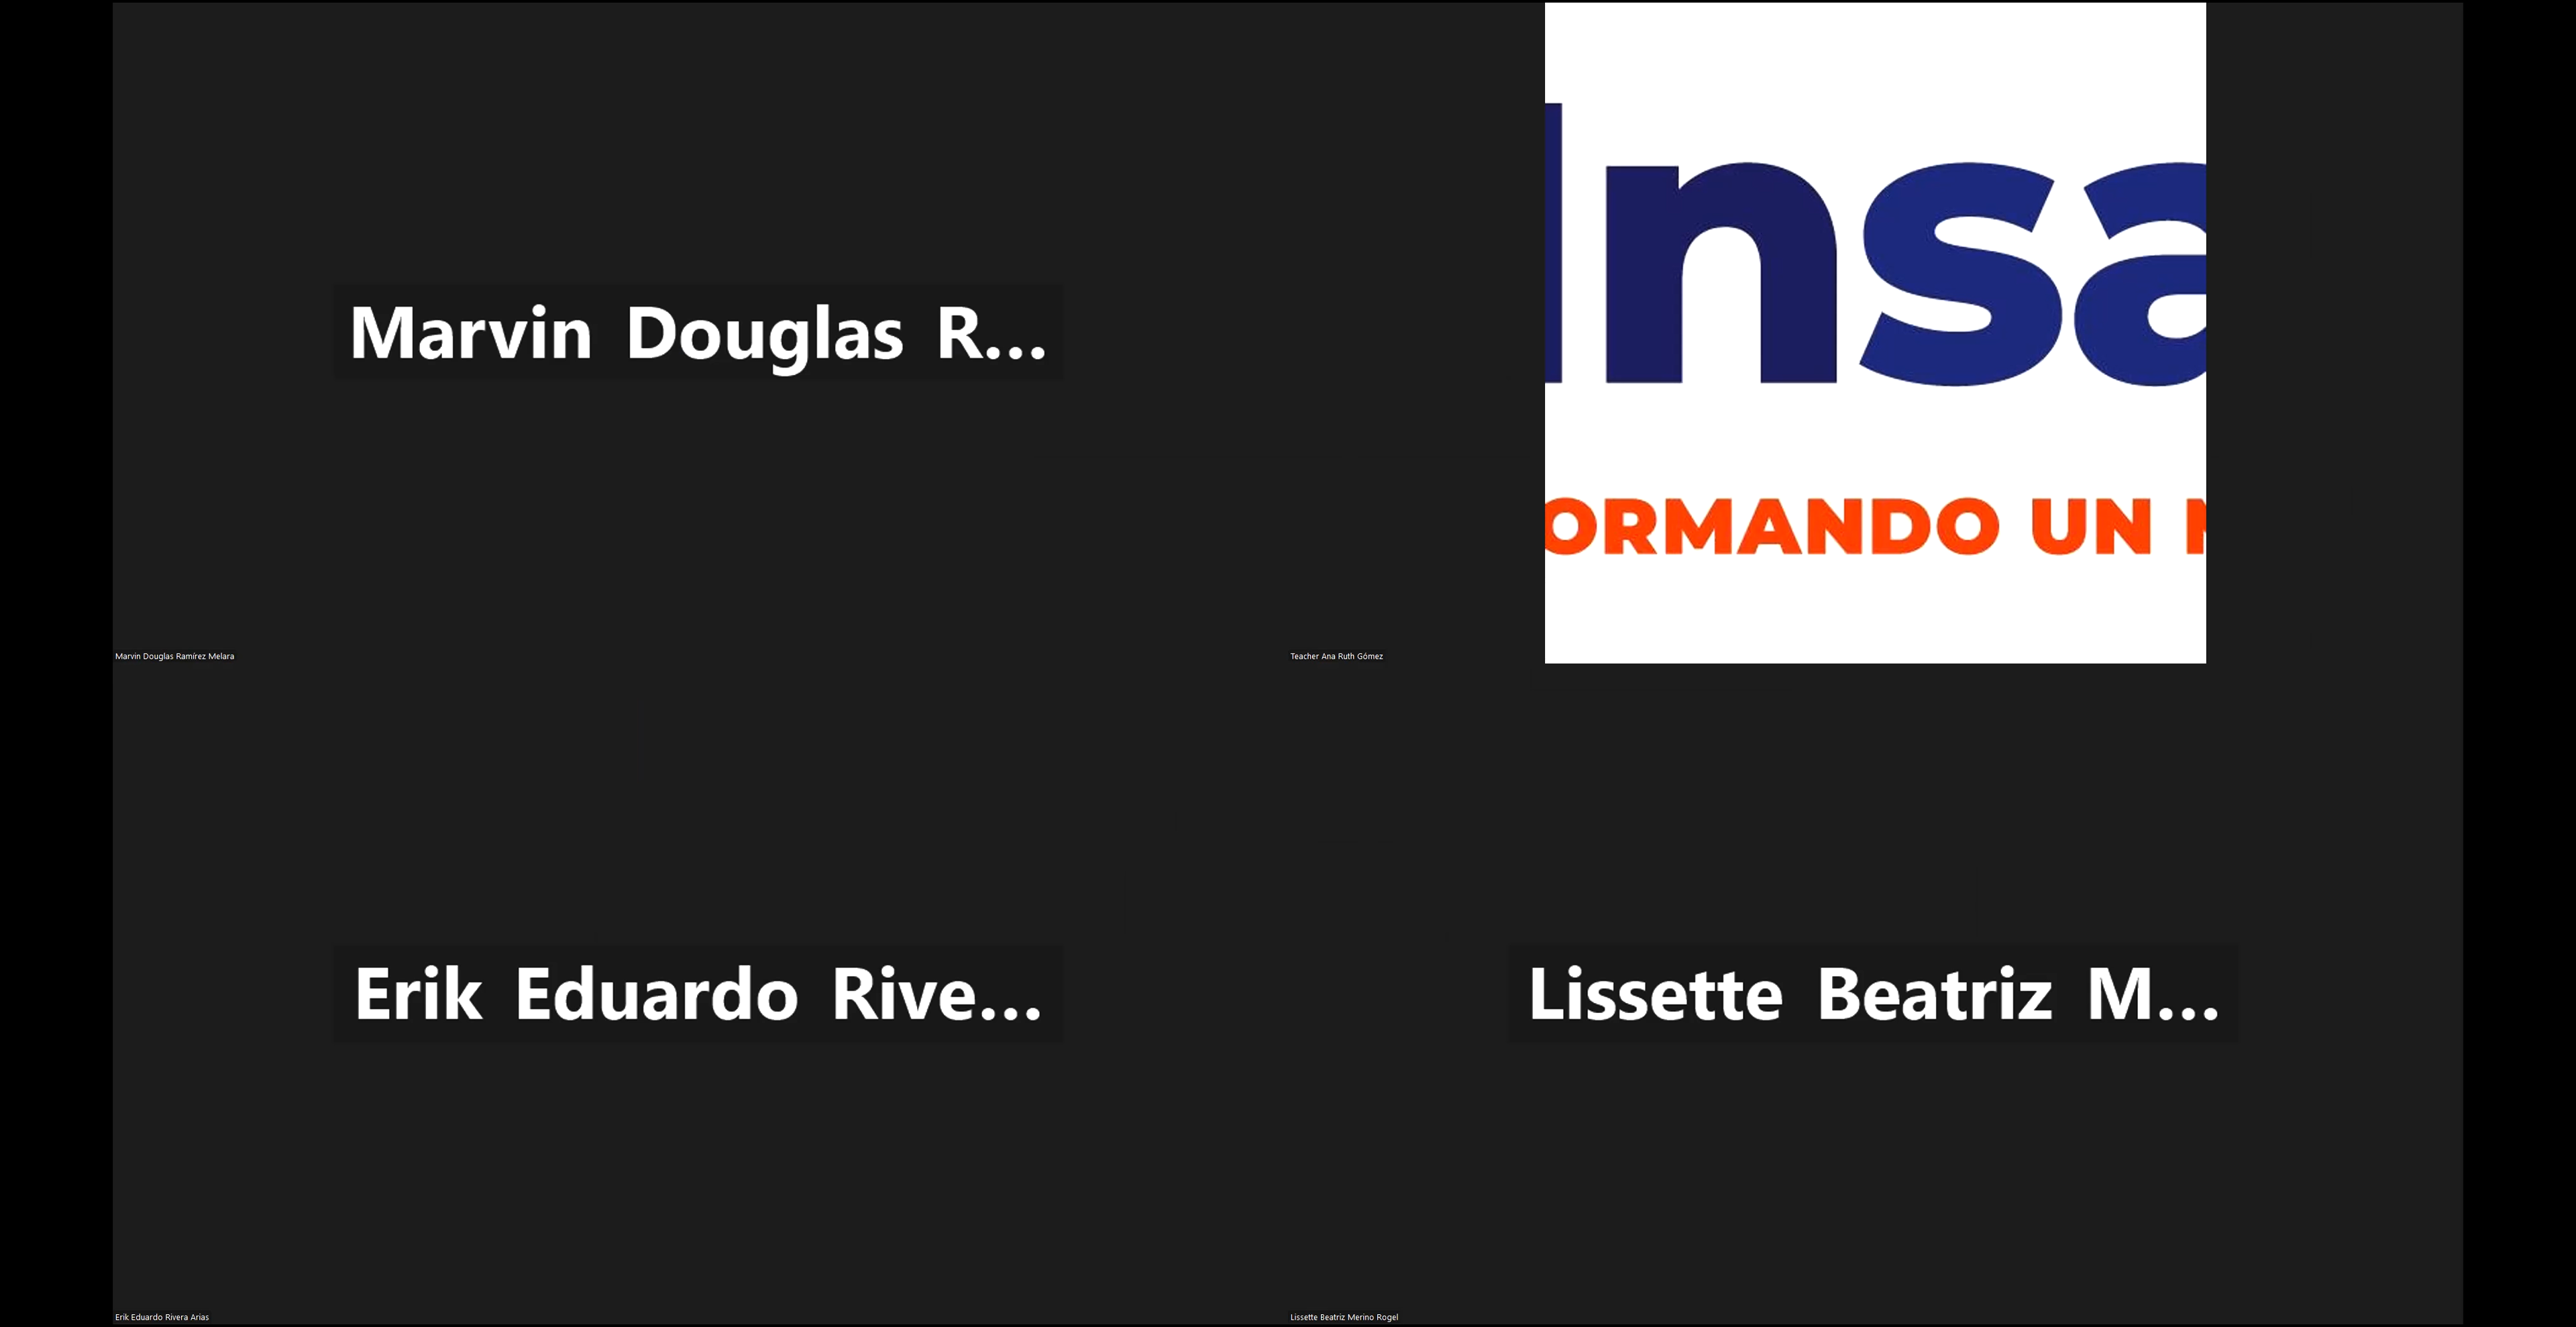 Marvin Douglas R...
Insa
ORMANDO UN
Marvin Douglas Ramírez Melara
Teacher Ana Ruth Gómez
Erik Eduardo Rive...
Lissette Beatriz M...
Erik Eduardo Rivera Arias
Lissette Beatriz Merino Rogel